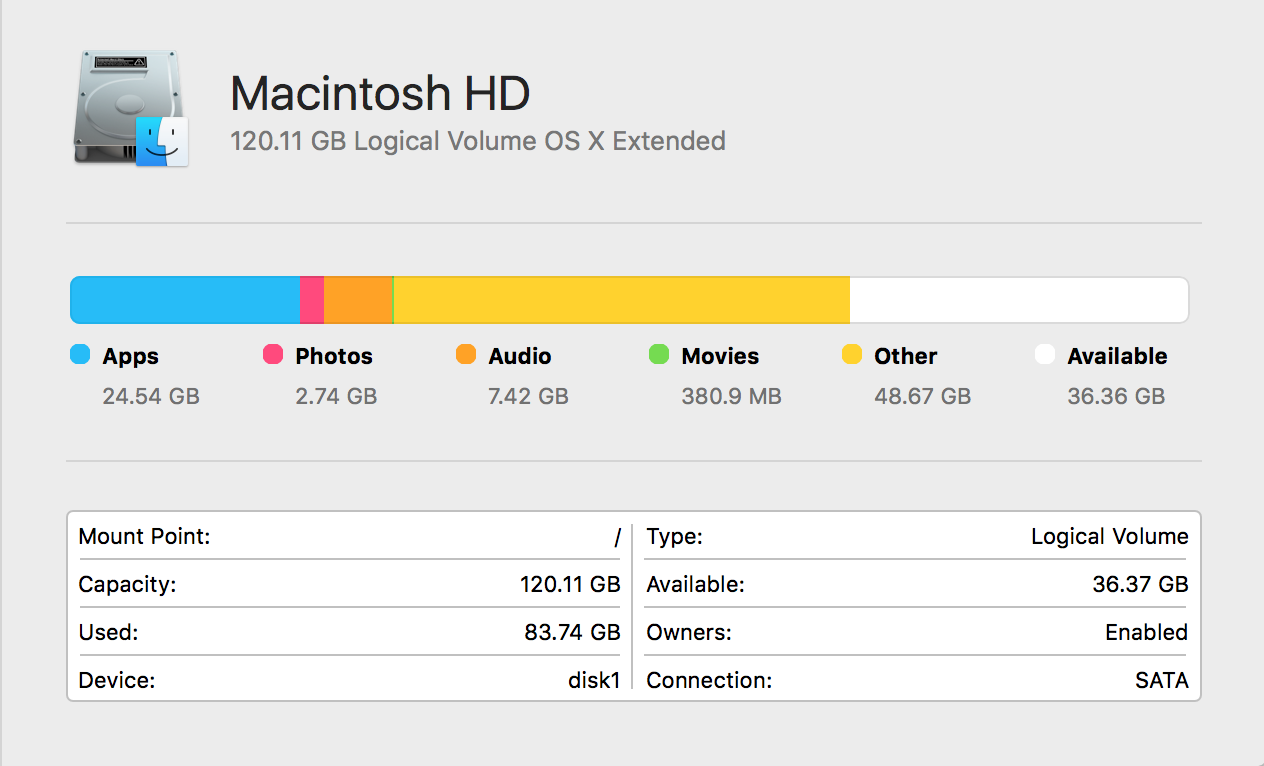 Macintosh HD
120.11 GB Logical Volume OS X Extended
Apps Photos Audio Movies Other Available
24.54 GB 2.74 GB 7.42 GB 380.9 MB 48.67 GB 36.36 GB
Mount Point: / Type: Logical Volume
Capacity: 120.11 GB Available: 36.37 GB
Used: 83.74 GB Owners: Enabled
Device: disk1 Connection: SATA